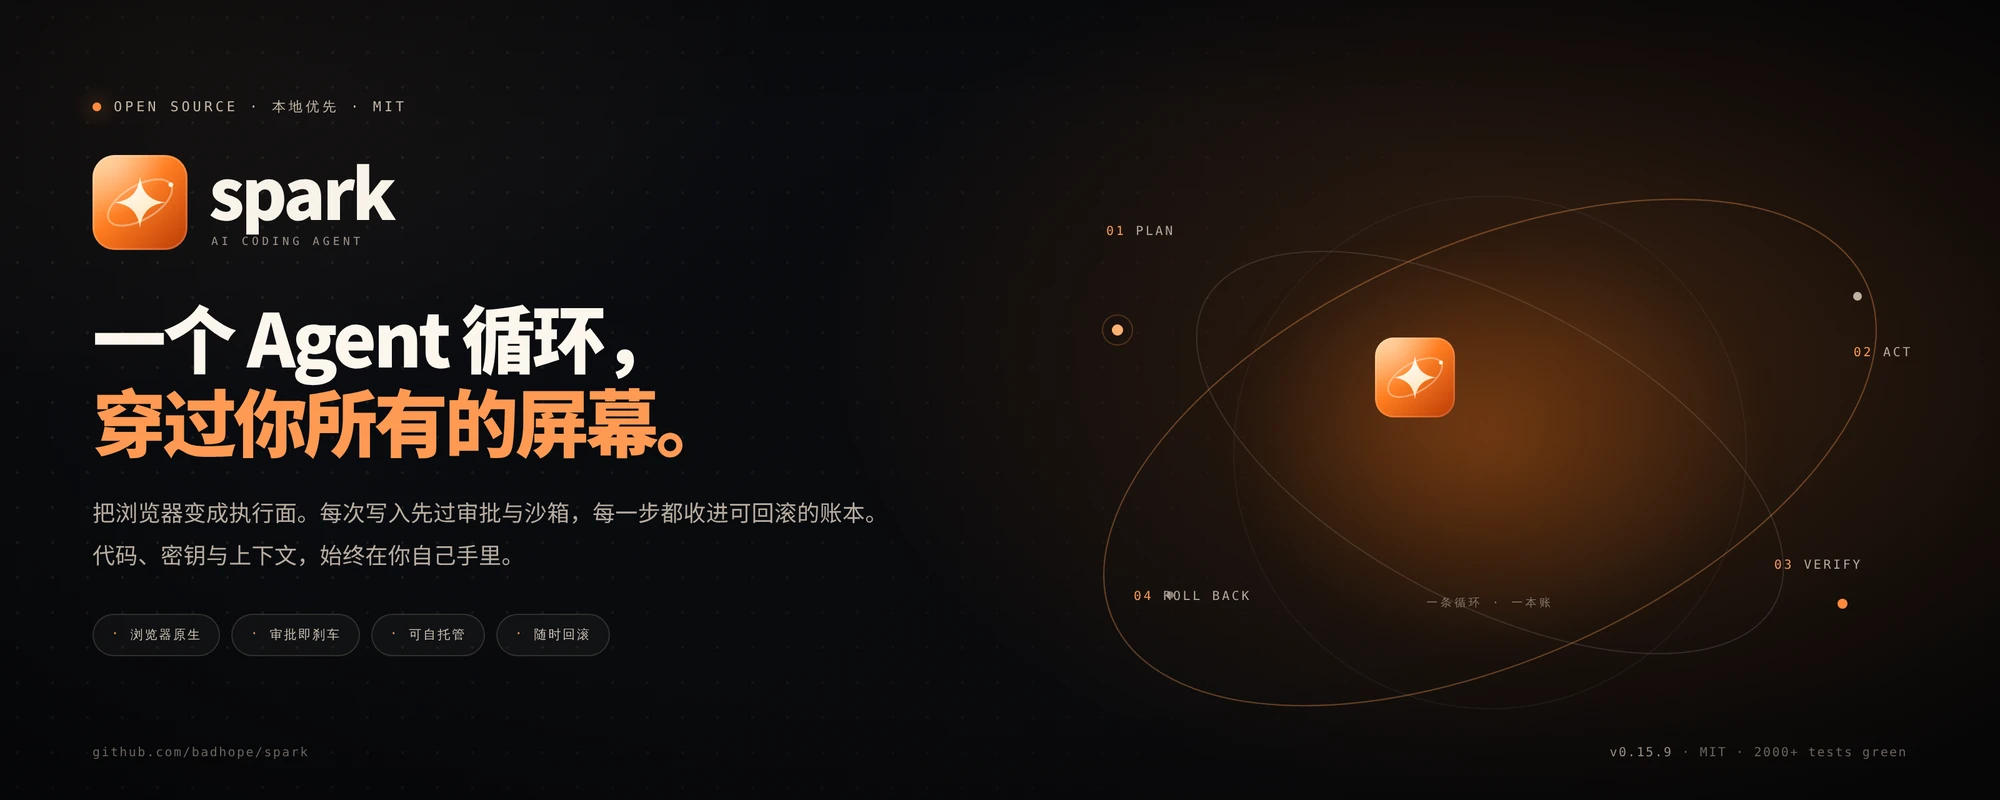 OPEN SOURCE · 本地优先 · MIT
spark
AI CODING AGENT
一个 Agent 循环，
穿过你所有的屏幕。
把浏览器变成执行面。每次写入先过审批与沙箱，每一步都收进可回滚的账本。
代码、密钥与上下文，始终在你自己手里。
· 浏览器原生 · 审批即刹车 · 可自托管 · 随时回滚
github.com/badhope/spark
01 PLAN
02 ACT
03 VERIFY
04 ROLL BACK
一条循环 · 一本账
v0.15.9 · MIT · 2000+ tests green